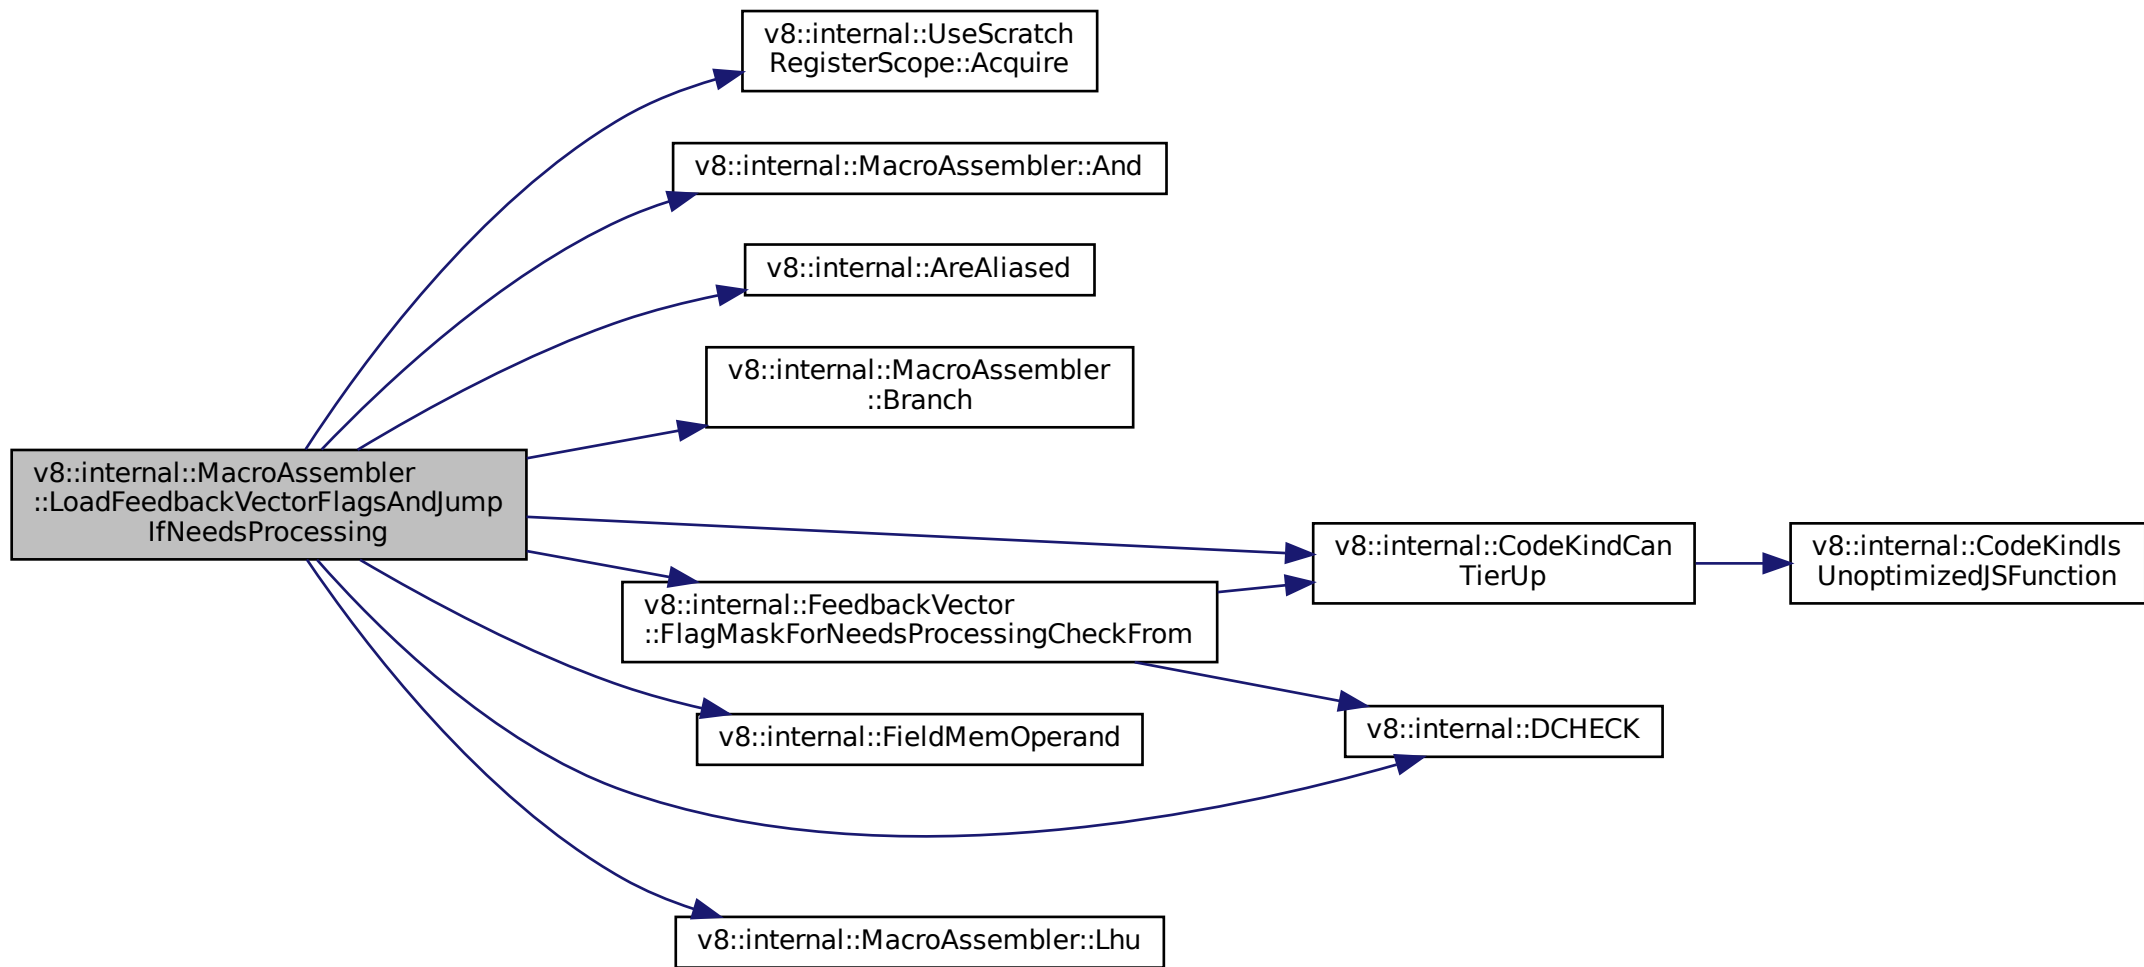 v8::internal::UseScratch
RegisterScope::Acquire
v8::internal::MacroAssembler::And
v8::internal::AreAliased
v8::internal::MacroAssembler
::Branch
v8::internal::MacroAssembler
::LoadFeedbackVectorFlagsAndJump
IfNeedsProcessing
v8::internal::CodeKindCan
TierUp
v8::internal::CodeKindIs
UnoptimizedJSFunction
v8::internal::FeedbackVector
::FlagMaskForNeedsProcessingCheckFrom
v8::internal::FieldMemOperand
v8::internal::DCHECK
v8::internal::MacroAssembler::Lhu